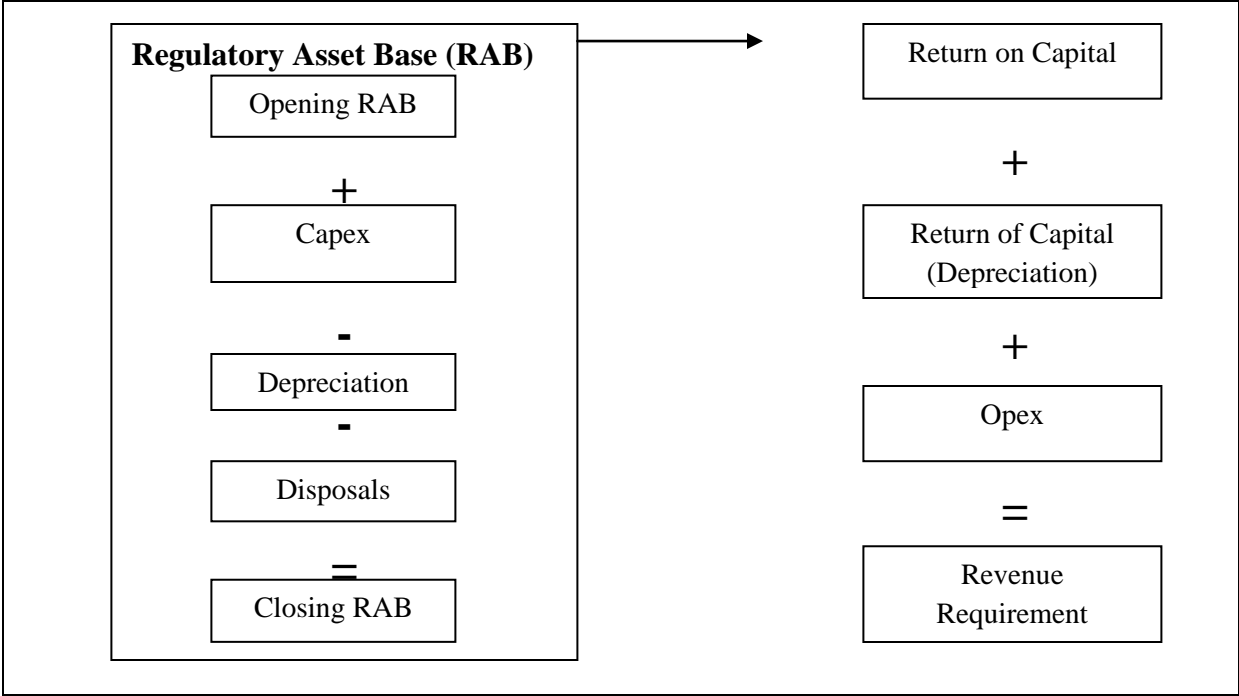 Regulatory Asset Base (RAB)
Opening RAB
+
Capex
-
Depreciation
-
Disposals
=
Closing RAB
Return on Capital
+
Return of Capital
(Depreciation)
+
Opex
=
Revenue
Requirement